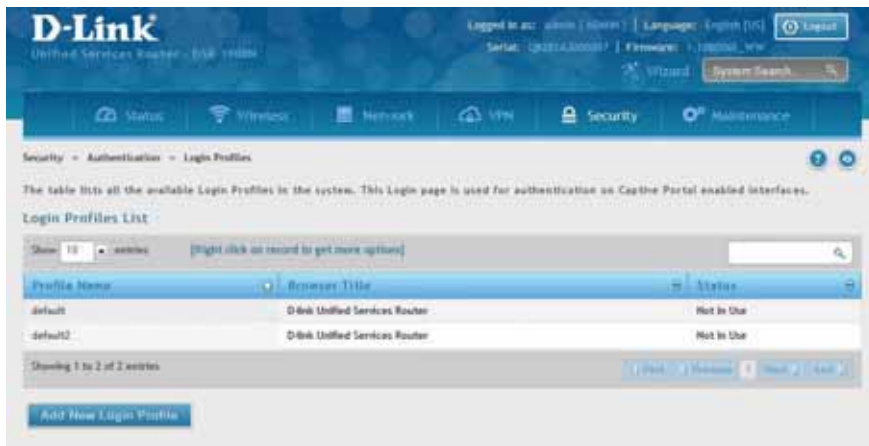 D-Link
Logged in as: admin (ADMIN) | Language: English [US] Logout
Unified Services Router -
Serial: | Firmware:
Wizard System Search
Status Wireless Network VPN Security Maintenance
Security » Authentication » Login Profiles
The table lists all the available Login Profiles in the system. This Login page is used for authentication on Captive Portal enabled interfaces.
Login Profiles List
Show 10 entries [Right click on record to get more options]
Profile Name Browser Title Status
default D-link Unified Services Router Not In Use
default2 D-link Unified Services Router Not In Use
Showing 1 to 2 of 2 entries First Previous 1 Next Last
Add New Login Profile